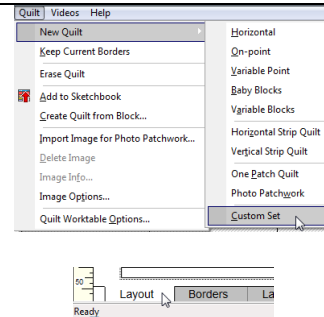 Quilt Videos Help
New Quilt
Keep Current Borders
Erase Quilt
Add to Sketchbook
Create Quilt from Block...
Import Image for Photo Patchwork...
Delete Image
Image Info...
Image Options...
Quilt Worktable Options...
Horizontal
On-point
Variable Point
Baby Blocks
Variable Blocks
Horizontal Strip Quilt
Vertical Strip Quilt
One Patch Quilt
Photo Patchwork
Custom Set
50
Layout Borders La
Ready